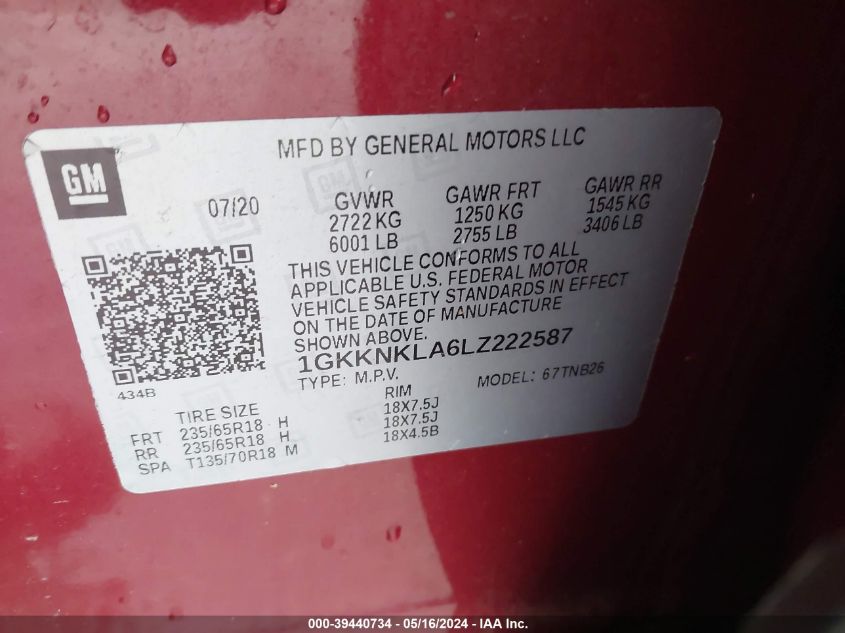 MFD BY GENERAL MOTORS LLC
GM
07/20
GVWR GAWR FRT GAWR RR
2722 KG 1250 KG 1545 KG
6001 LB 2755 LB 3406 LB
THIS VEHICLE CONFORMS TO ALL
APPLICABLE U.S. FEDERAL MOTOR
VEHICLE SAFETY STANDARDS IN EFFECT
ON THE DATE OF MANUFACTURE
SHOWN ABOVE.
1GKKNKLA6LZ222587
434B
TYPE: M.P.V. MODEL: 67TNB26
TIRE SIZE RIM
FRT 235/65R18 H 18X7.5J
RR 235/65R18 H 18X7.5J
SPA T135/70R18 M 18X4.5B
000-39440734 - 05/16/2024 - IAA Inc.